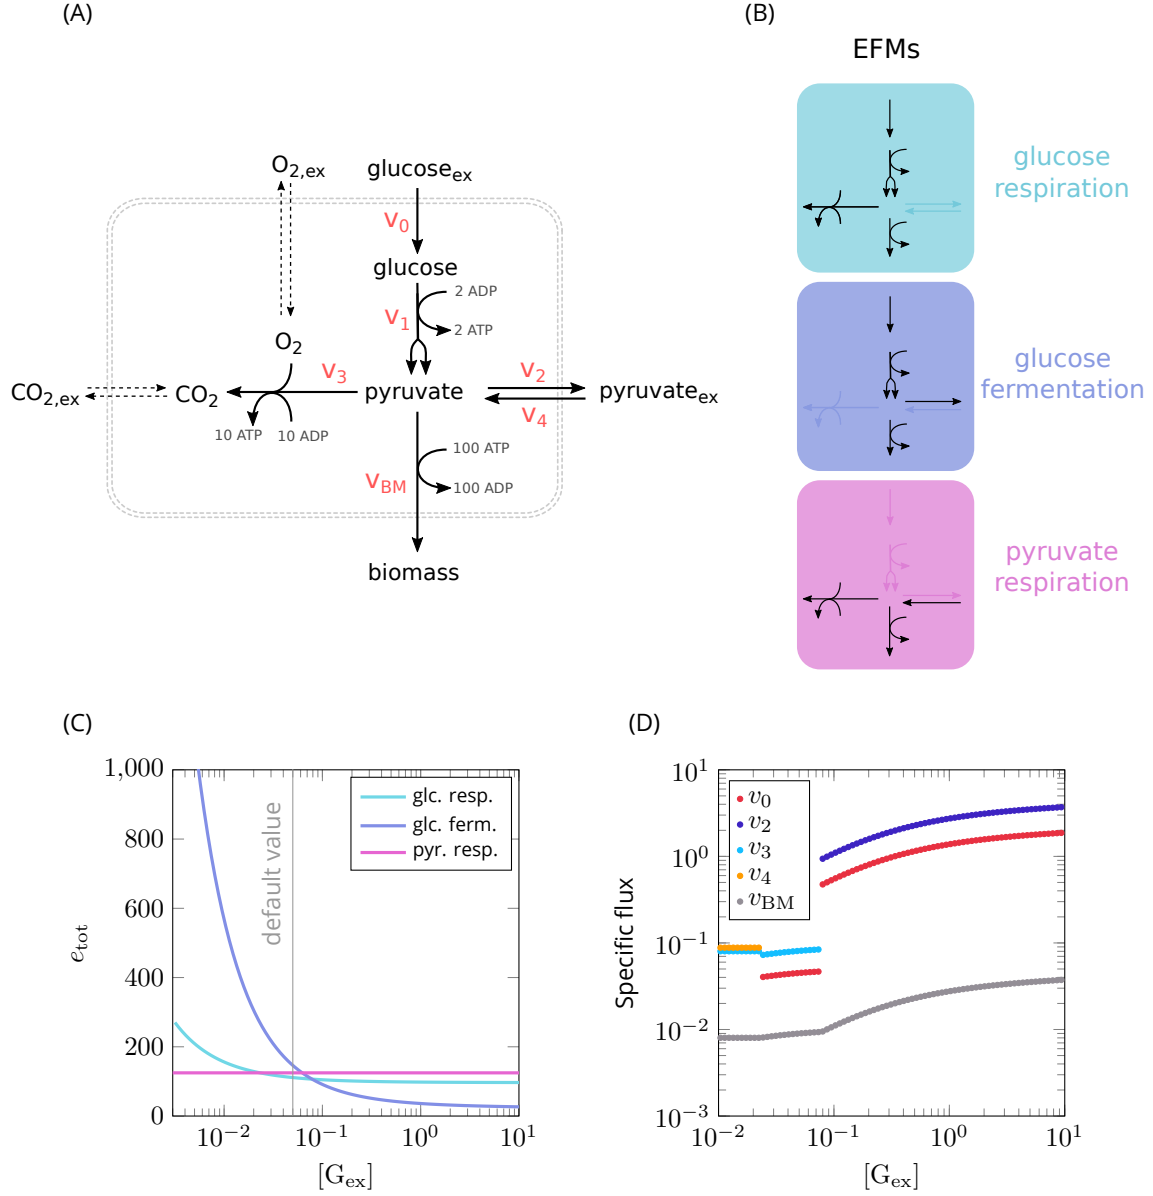 (A)
O2,ex
glucoseex
v0
glucose
2 ADP
v1
2 ATP
O2
v3
v2
CO2,ex
CO2
pyruvate
pyruvateex
v4
10 ATP
10 ADP
100 ATP
vBM
100 ADP
biomass
(B)
EFMs
glucose
respiration
glucose
fermentation
pyruvate
respiration
(C)
1,000
800
600
400
200
0
etot
default value
glc. resp.
glc. ferm.
pyr. resp.
10−2
10−1
100
101
[Gex]
(D)
101
100
10−1
10−2
10−3
Specific flux
v0
v2
v3
v4
vBM
10−2
10−1
100
101
[Gex]